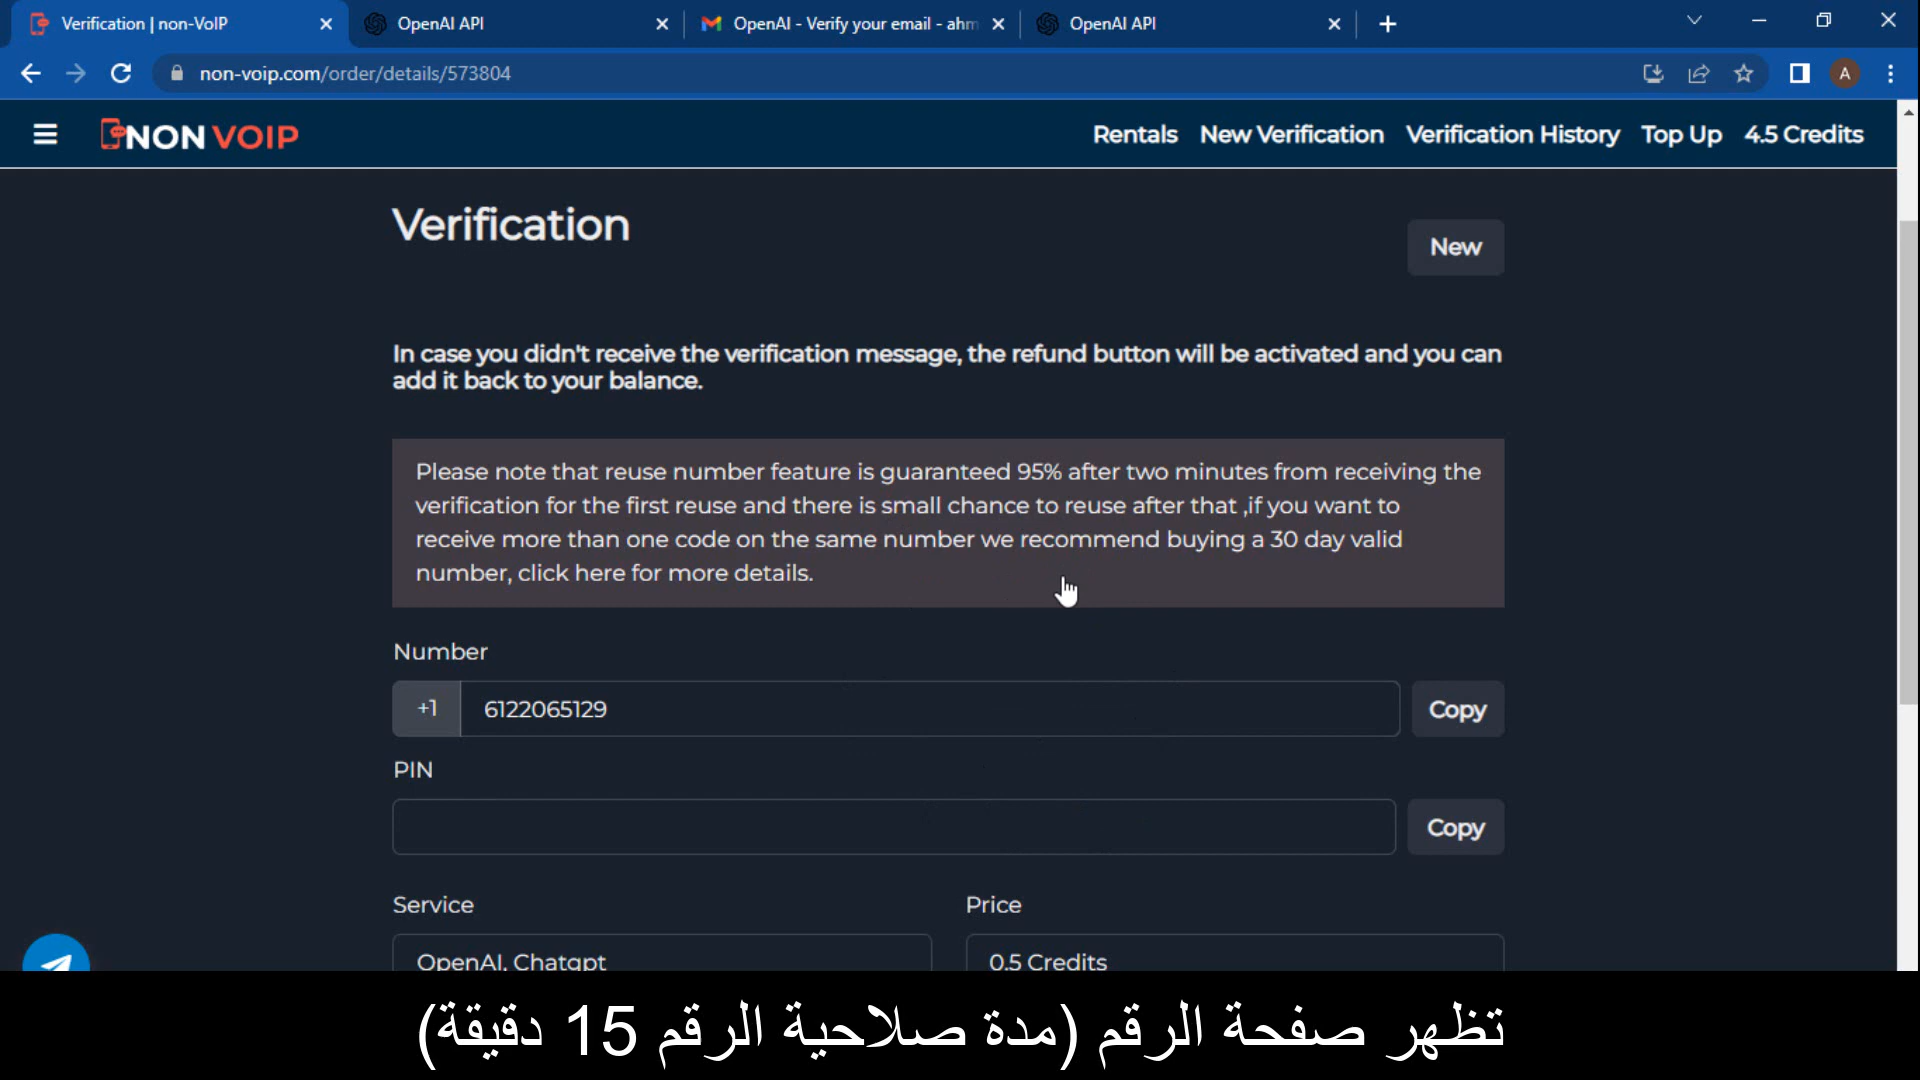 Verification | non-VoIP
OpenAI API
OpenAI - Verify your email - ahm
OpenAI API
non-voip.com/order/details/573804
A
NON VOIP
Rentals New Verification Verification History Top Up 4.5 Credits
Verification
New
In case you didn't receive the verification message, the refund button will be activated and you can
add it back to your balance.
Please note that reuse number feature is guaranteed 95% after two minutes from receiving the
verification for the first reuse and there is small chance to reuse after that ,if you want to
receive more than one code on the same number we recommend buying a 30 day valid
number, click here for more details.
Number
+1 6122065129 Copy
PIN
Copy
Service Price
OpenAI, Chatgpt 0.5 Credits
تظهر صفحة الرقم (مدة صلاحية الرقم 15 دقيقة)